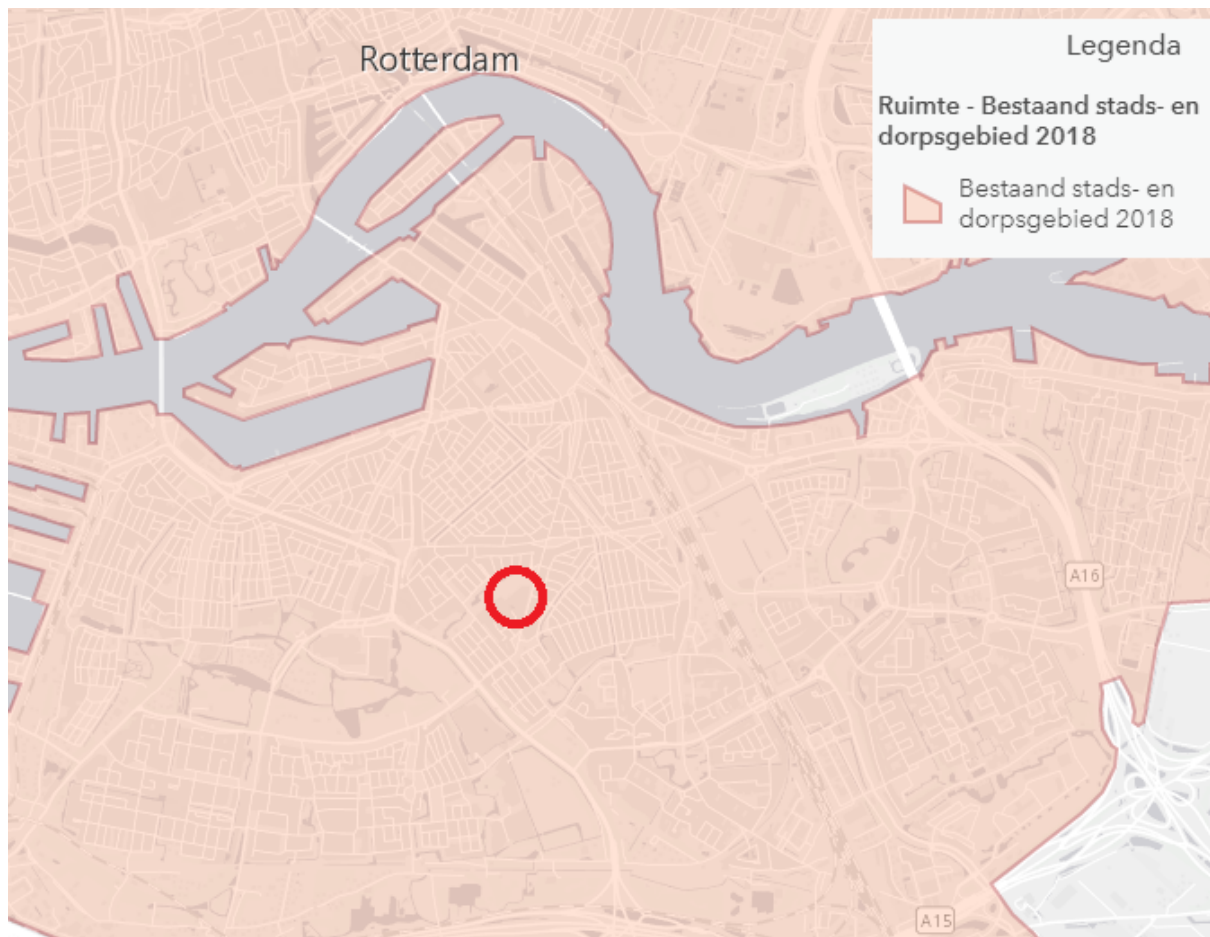 Rotterdam
Legenda
Ruimte - Bestaand stads- en
dorpsgebied 2018
Bestaand stads- en
dorpsgebied 2018
A16
A15